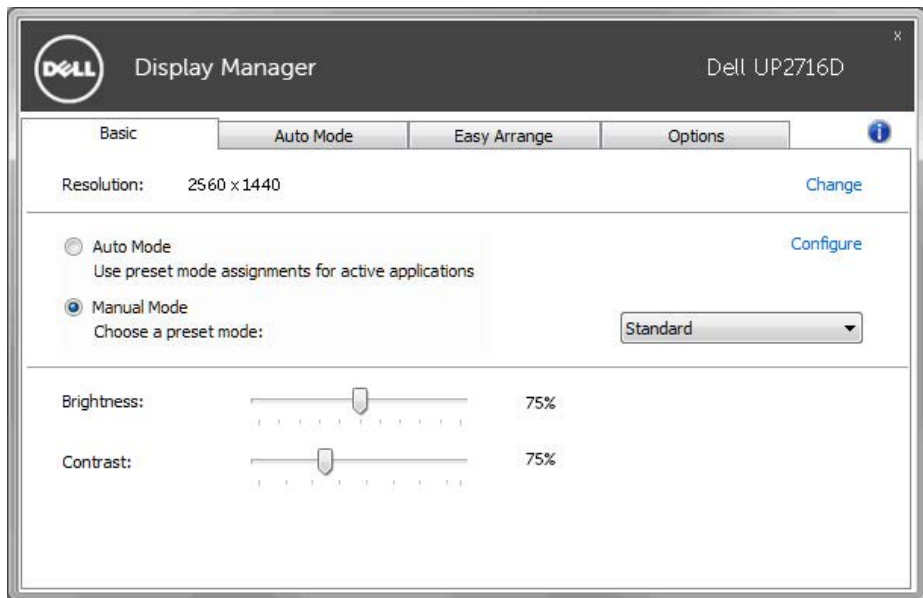 DELL
Display Manager
Dell UP2716D
x
Basic
Auto Mode
Easy Arrange
Options
i
Resolution: 2560 x 1440
Change
Auto Mode
Configure
Use preset mode assignments for active applications
Manual Mode
Choose a preset mode:
Standard
Brightness: 75%
Contrast: 75%